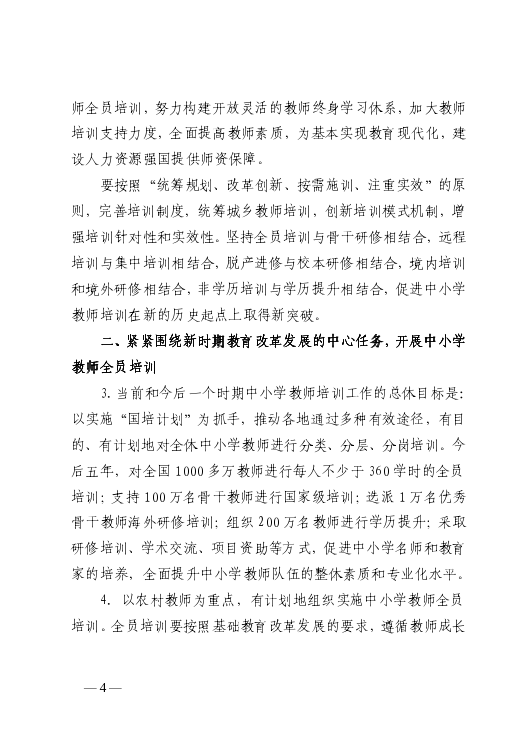 师全员培训，努力构建开放灵活的教师终身学习体系，加大教师
培训支持力度，全面提高教师素质，为基本实现教育现代化，建
设人力资源强国提供师资保障。
要按照“统筹规划、改革创新、按需施训、注重实效”的原
则，完善培训制度，统筹城乡教师培训，创新培训模式机制，增
强培训针对性和实效性。坚持全员培训与骨干研修相结合，远程
培训与集中培训相结合，脱产进修与校本研修相结合，境内培训
和境外研修相结合，非学历培训与学历提升相结合，促进中小学
教师培训在新的历史起点上取得新突破。
二、紧紧围绕新时期教育改革发展的中心任务，开展中小学
教师全员培训
3. 当前和今后一个时期中小学教师培训工作的总体目标是：
以实施“国培计划”为抓手，推动各地通过多种有效途径，有目
的、有计划地对全体中小学教师进行分类、分层、分岗培训。今
后五年，对全国 1000 多万教师进行每人不少于 360 学时的全员
培训；支持 100 万名骨干教师进行国家级培训；选派 1 万名优秀
骨干教师海外研修培训；组织 200 万名教师进行学历提升；采取
研修培训、学术交流、项目资助等方式，促进中小学名师和教育
家的培养，全面提升中小学教师队伍的整体素质和专业化水平。
4. 以农村教师为重点，有计划地组织实施中小学教师全员
培训。全员培训要按照基础教育改革发展的要求，遵循教师成长
— 4 —